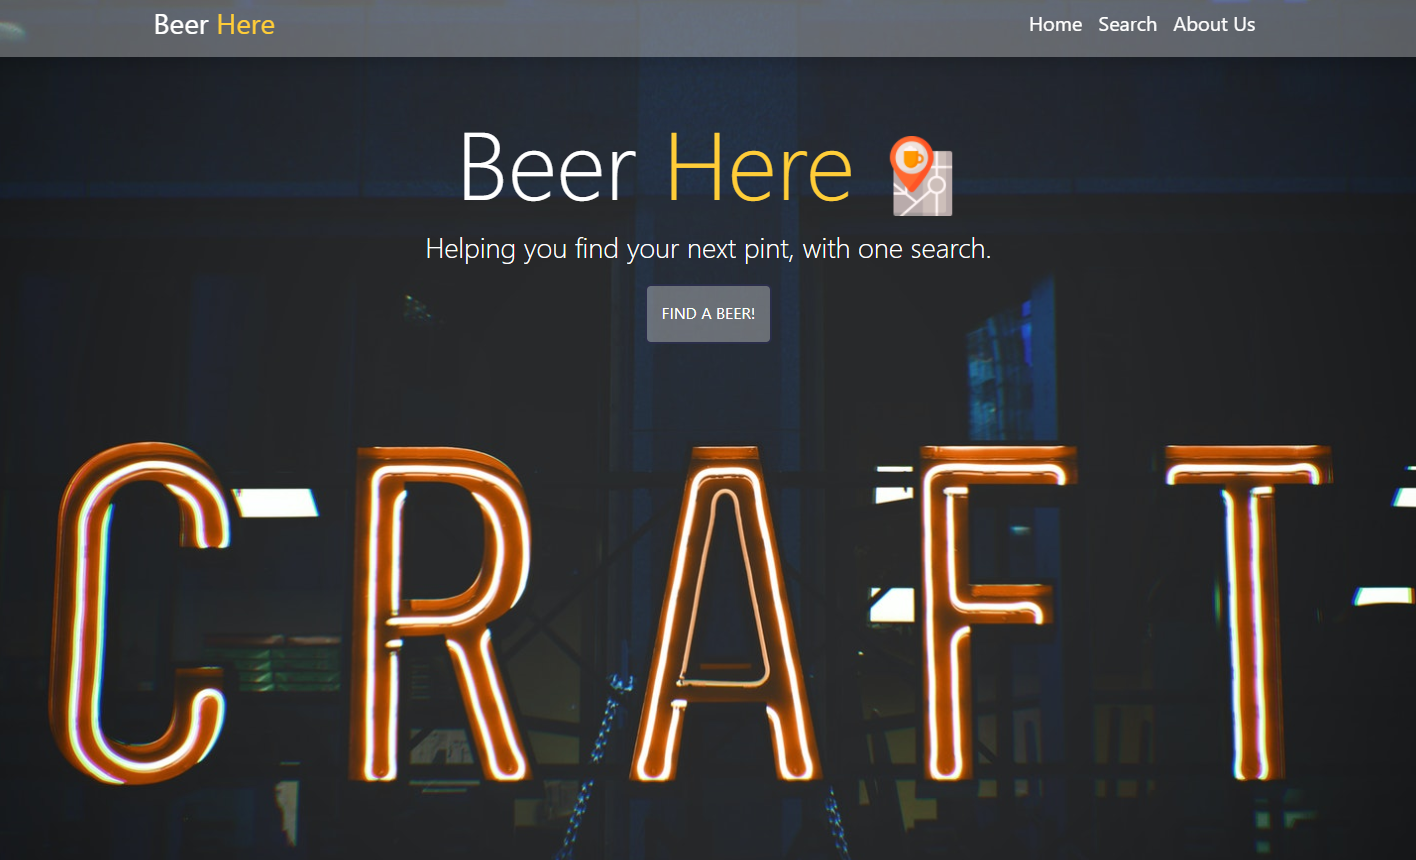 Beer Here
Home Search About Us
Beer Here
Helping you find your next pint, with one search.
FIND A BEER!
CRAFT